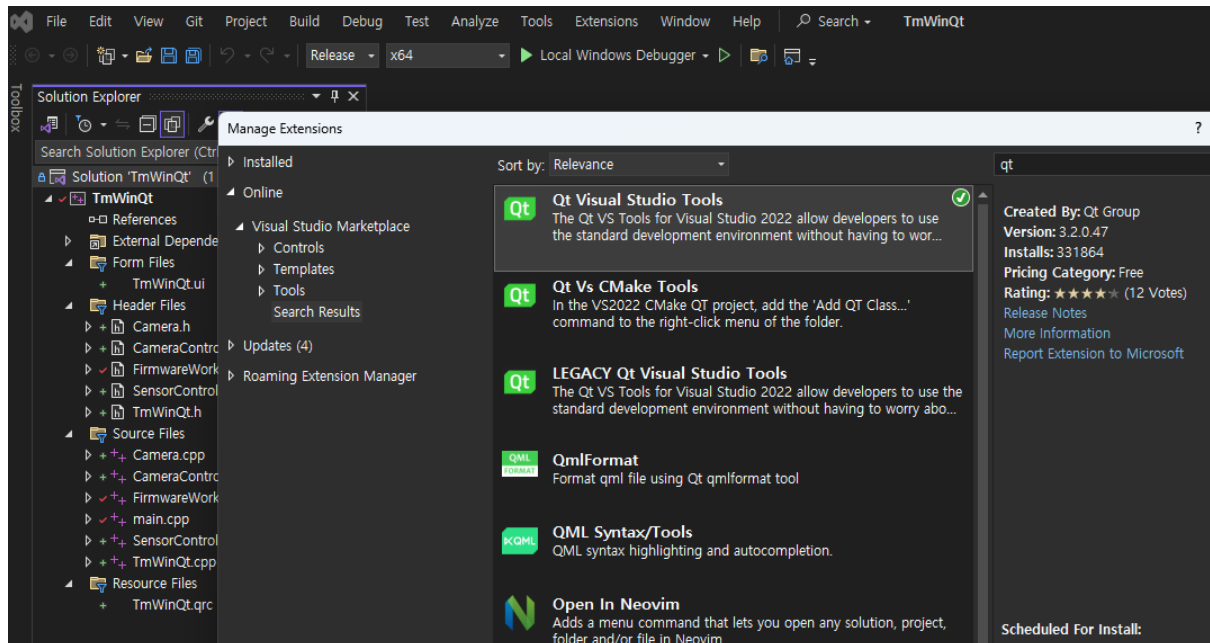 File Edit View Git Project Build Debug Test Analyze Tools Extensions Window Help Search TmWinQt
Release x64 Local Windows Debugger
Toolbox
Solution Explorer
Search Solution Explorer (Ctr
Solution 'TmWinQt' (1
TmWinQt
References
External Depende
Form Files
TmWinQt.ui
Header Files
Camera.h
CameraContro
FirmwareWork
SensorControl
TmWinQt.h
Source Files
Camera.cpp
CameraContro
FirmwareWork
main.cpp
SensorControl
TmWinQt.cpp
Resource Files
TmWinQt.qrc
Manage Extensions ?
Installed
Online
Visual Studio Marketplace
Controls
Templates
Tools
Search Results
Updates (4)
Roaming Extension Manager
Sort by: Relevance
Qt
Qt Visual Studio Tools
The Qt VS Tools for Visual Studio 2022 allow developers to use
the standard development environment without having to wor...
Qt
Qt Vs CMake Tools
In the VS2022 CMake QT project, add the 'Add QT Class...'
command to the right-click menu of the folder.
Qt
LEGACY Qt Visual Studio Tools
The Qt VS Tools for Visual Studio 2022 allow developers to use the
standard development environment without having to worry abo...
QML
FORMAT
QmlFormat
Format qml file using Qt qmlformat tool
QML
QML Syntax/Tools
QML syntax highlighting and autocompletion.
Open In Neovim
Adds a menu command that lets you open any solution, project,
folder and/or file in Neovim
qt
Created By: Qt Group
Version: 3.2.0.47
Installs: 331864
Pricing Category: Free
Rating: ★★★★★ (12 Votes)
Release Notes
More Information
Report Extension to Microsoft
Scheduled For Install: